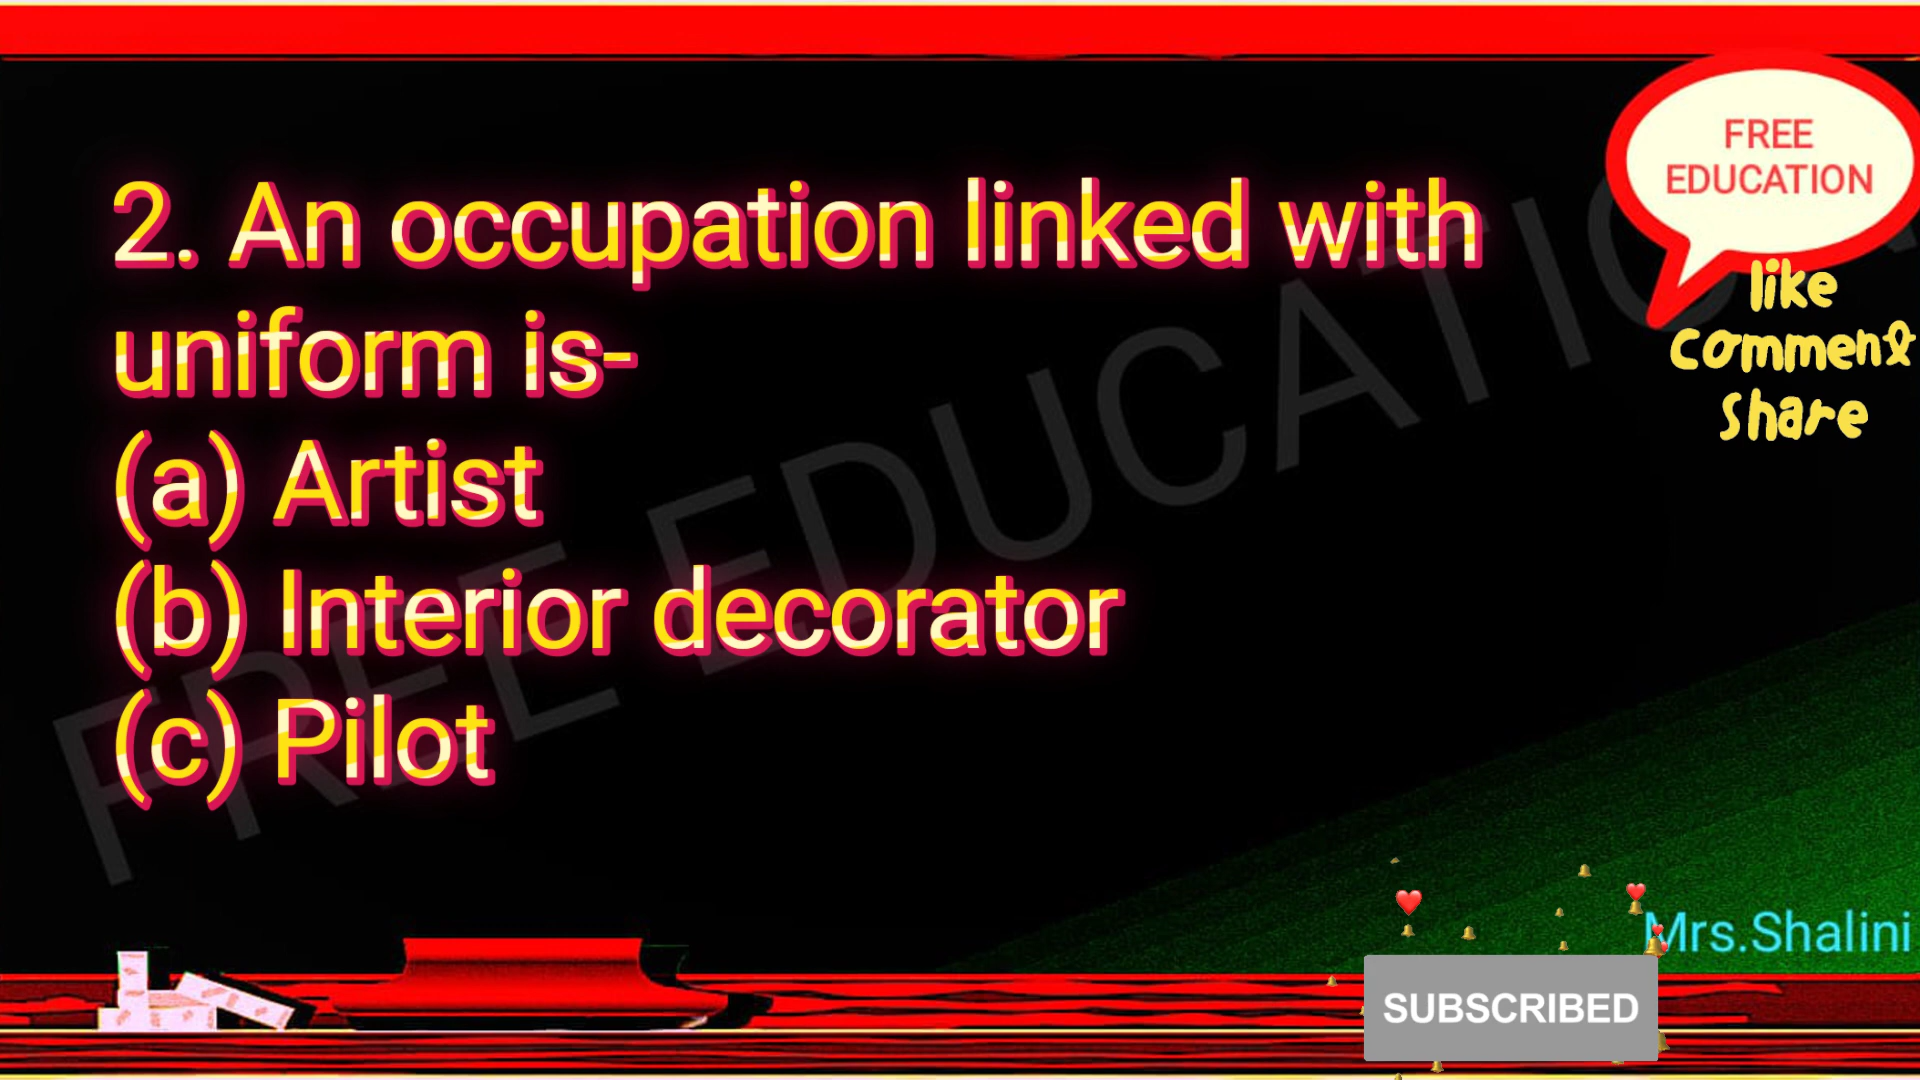 FREE
EDUCATION
like
comment
share
2. An occupation linked with
uniform is-
(a) Artist
(b) Interior decorator
(c) Pilot
FREE EDUCATION
Mrs.Shalini
SUBSCRIBED